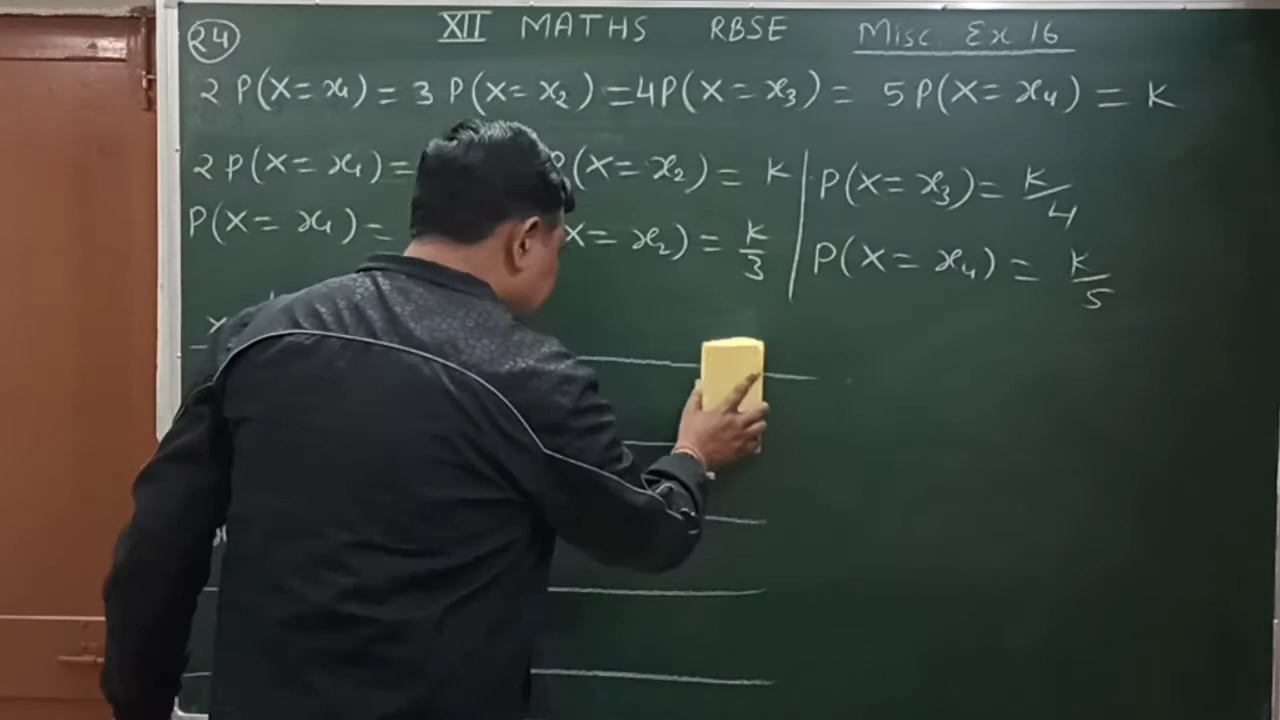 24 XII MATHS RBSE Misc. Ex 16
2 P(X = x₁) = 3 P(X = x₂) = 4P(X = x₃) = 5P(X = x₄) = K
2P(X = x₁) = P(X = x₂) = K | P(X = x₃) = K/4
P(X = x₁) = X = x₂) = K/3 | P(X = x₄) = K/5